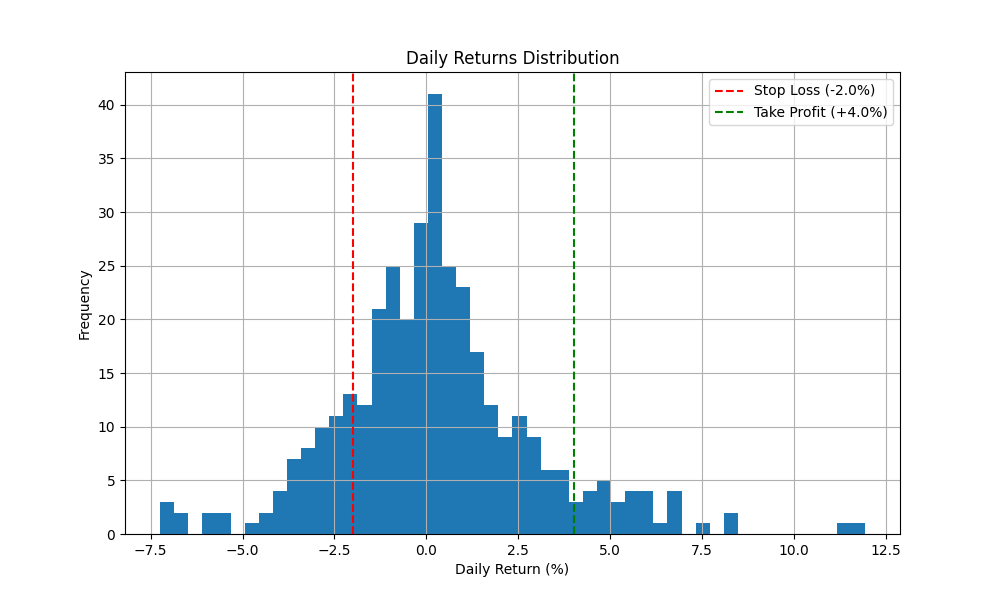 Daily Returns Distribution
Stop Loss (-2.0%)
Take Profit (+4.0%)
Frequency
40
35
30
25
20
15
10
5
0
−7.5 −5.0 −2.5 0.0 2.5 5.0 7.5 10.0 12.5
Daily Return (%)